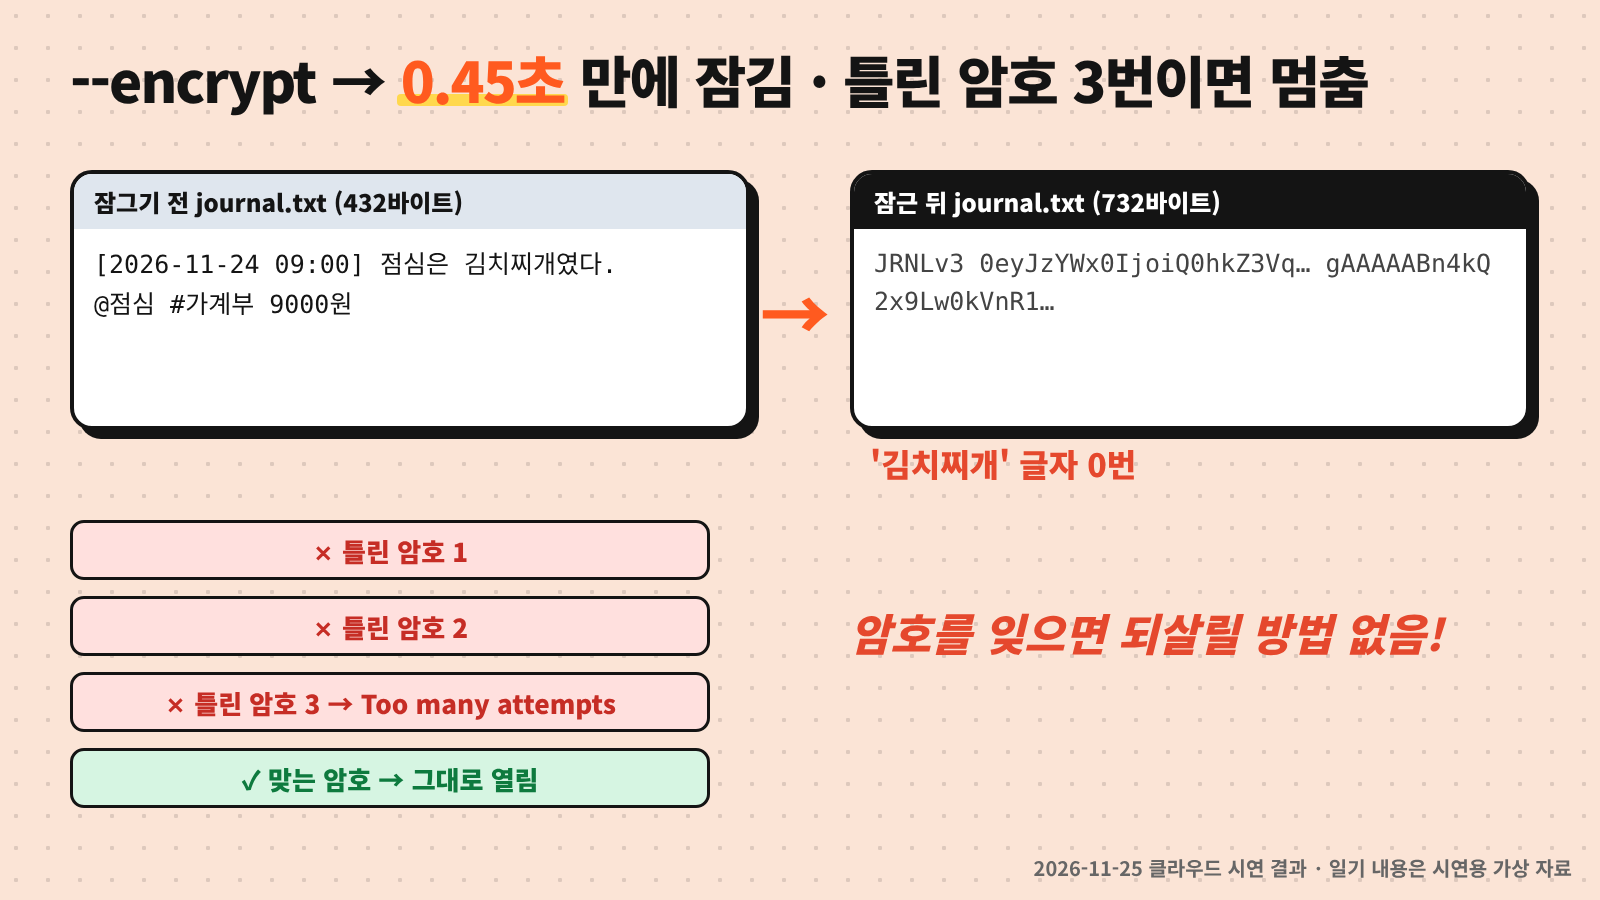 --encrypt → 0.45초 만에 잠김 · 틀린 암호 3번이면 멈춤
잠그기 전 journal.txt (432바이트)
[2026-11-24 09:00] 점심은 김치찌개였다.
@점심 #가계부 9000원
→
잠근 뒤 journal.txt (732바이트)
JRNLv3 0eyJzYWx0IjoiQ0hkZ3Vq… gAAAAABn4kQ
2x9Lw0kVnR1…
'김치찌개' 글자 0번
× 틀린 암호 1
× 틀린 암호 2
× 틀린 암호 3 → Too many attempts
✓ 맞는 암호 → 그대로 열림
암호를 잊으면 되살릴 방법 없음!
2026-11-25 클라우드 시연 결과 · 일기 내용은 시연용 가상 자료